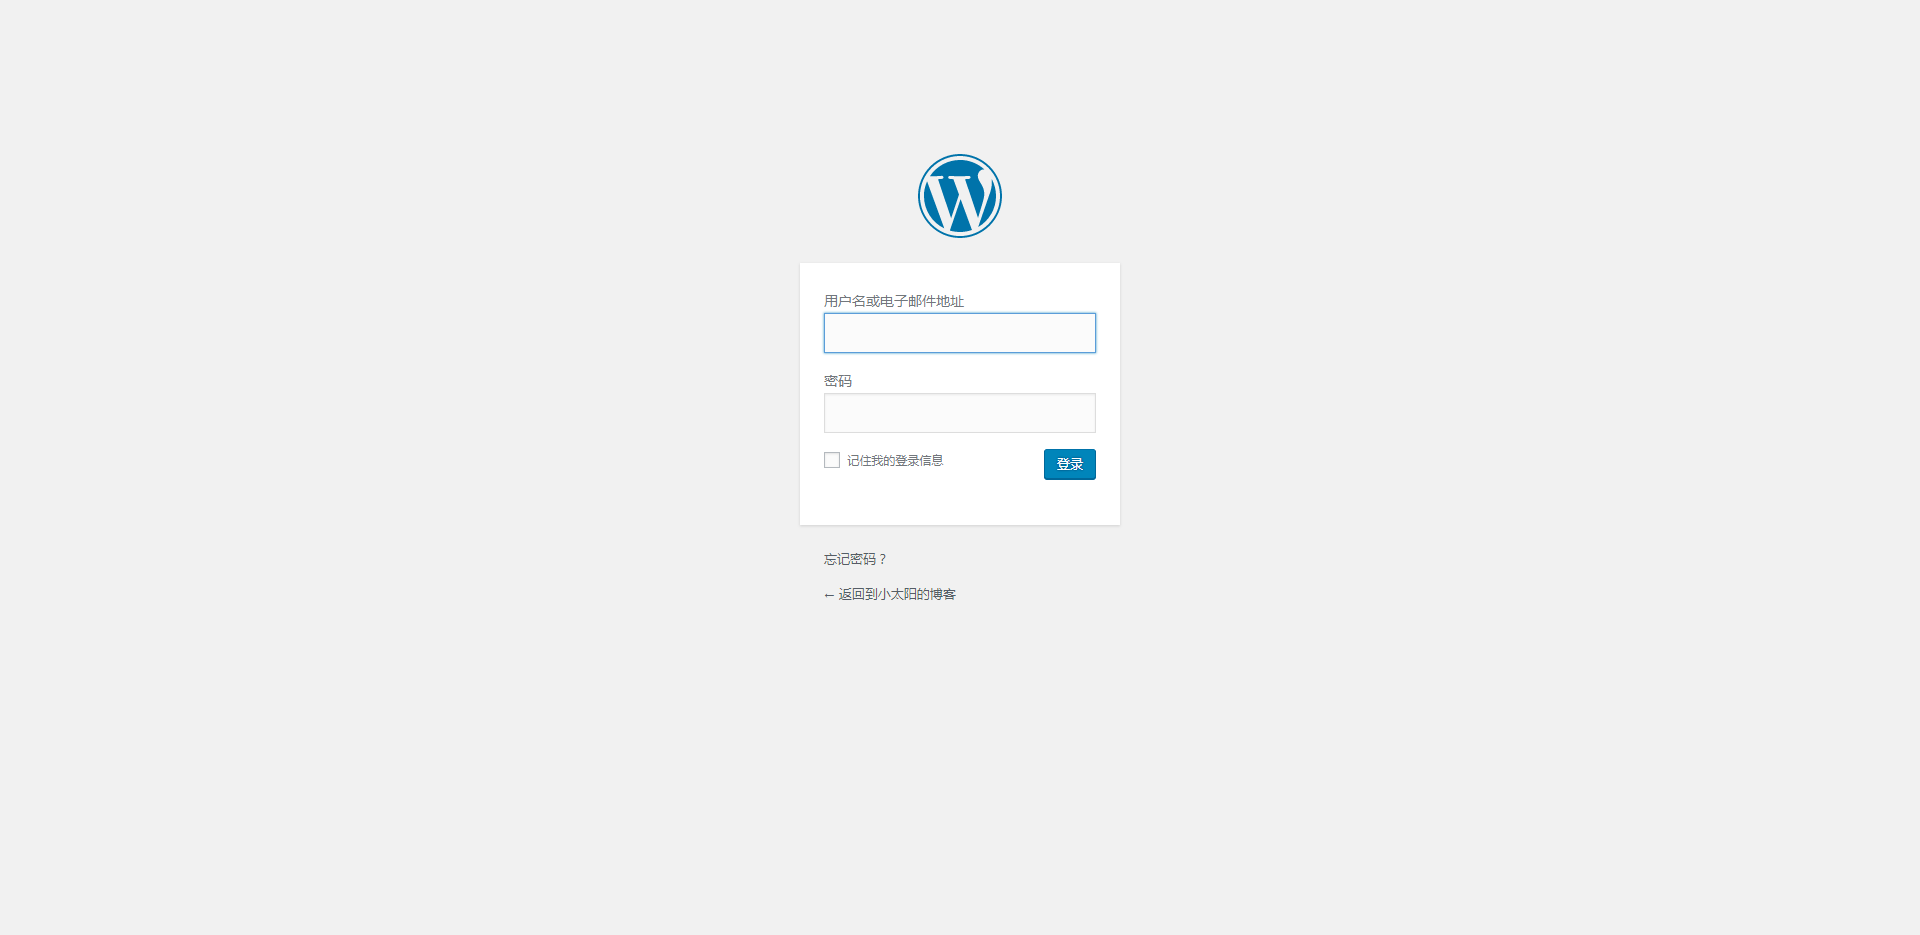 用户名或电子邮件地址
密码
记住我的登录信息
登录
忘记密码？
← 返回到小太阳的博客